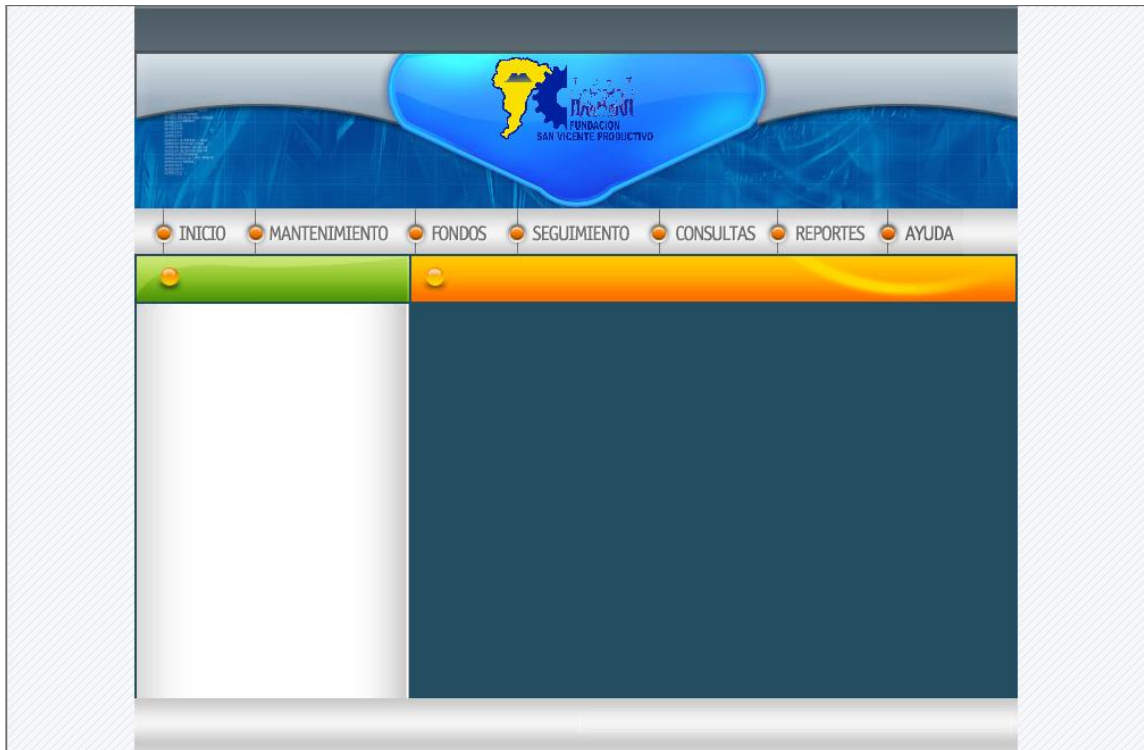 FUNDACION
SAN VICENTE PRODUCTIVO
INICIO MANTENIMIENTO FONDOS SEGUIMIENTO CONSULTAS REPORTES AYUDA